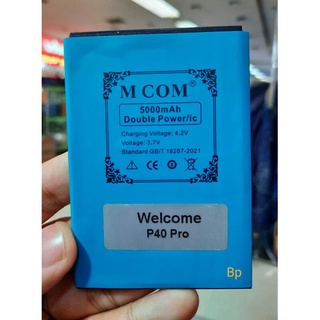 M COM®
5000mAh
Double Power/ic
Charging Voltage: 4.2V
Voltage: 3.7V
Standard GB/T 18287-2021
Welcome
P40 Pro
Bp